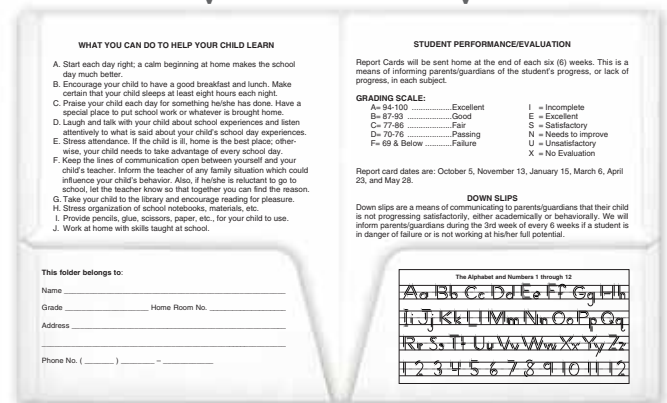 WHAT YOU CAN DO TO HELP YOUR CHILD LEARN
A. Start each day right; a calm beginning at home makes the school
day much better.
B. Encourage your child to have a good breakfast and lunch. Make
certain that your child sleeps at least eight hours each night.
C. Praise your child each day for something he/she has done. Have a
special place to put school work or whatever is brought home.
D. Laugh and talk with your child about school experiences and listen
attentively to what is said about your child's school day experiences.
E. Stress attendance. If the child is ill, home is the best place; other-
wise, your child needs to take advantage of every school day.
F. Keep the lines of communication open between yourself and your
child's teacher. Inform the teacher of any family situation which could
influence your child's behavior. Also, if he/she is reluctant to go to
school, let the teacher know so that together you can find the reason.
G. Take your child to the library and encourage reading for pleasure.
H. Stress organization of school notebooks, materials, etc.
I. Provide pencils, glue, scissors, paper, etc., for your child to use.
J. Work at home with skills taught at school.
This folder belongs to:
Name
Grade Home Room No.
Address
Phone No. ( ) –
STUDENT PERFORMANCE/EVALUATION
Report Cards will be sent home at the end of each six (6) weeks. This is a
means of informing parents/guardians of the student's progress, or lack of
progress, in each subject.
GRADING SCALE:
A= 94-100 ..................Excellent I = Incomplete
B= 87-93 ..................Good E = Excellent
C= 77-86 ..................Fair S = Satisfactory
D= 70-76 ..................Passing N = Needs to improve
F= 69 & Below ..................Failure U = Unsatisfactory
X = No Evaluation
Report card dates are: October 5, November 13, January 15, March 6, April
23, and May 28.
DOWN SLIPS
Down slips are a means of communicating to parents/guardians that their child
is not progressing satisfactorily, either academically or behaviorally. We will
inform parents/guardians during the 3rd week of every 6 weeks if a student is
in danger of failure or is not working at his/her full potential.
The Alphabet and Numbers 1 through 12
Aa Bb Cc Dd Ee Ff Gg Hh
Ii Jj Kk Ll Mm Nn Oo Pp Qq
Rr Ss Tt Uu Vv Ww Xx Yy Zz
1 2 3 4 5 6 7 8 9 10 11 12